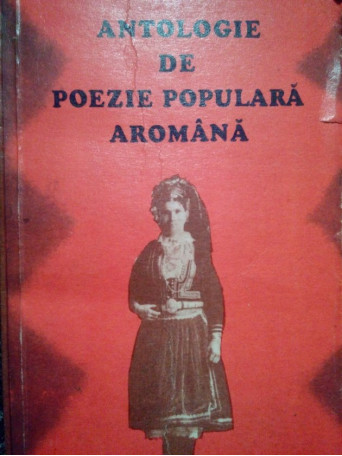 ANTOLOGIE
DE
POEZIE POPULARĂ
AROMÂNĂ